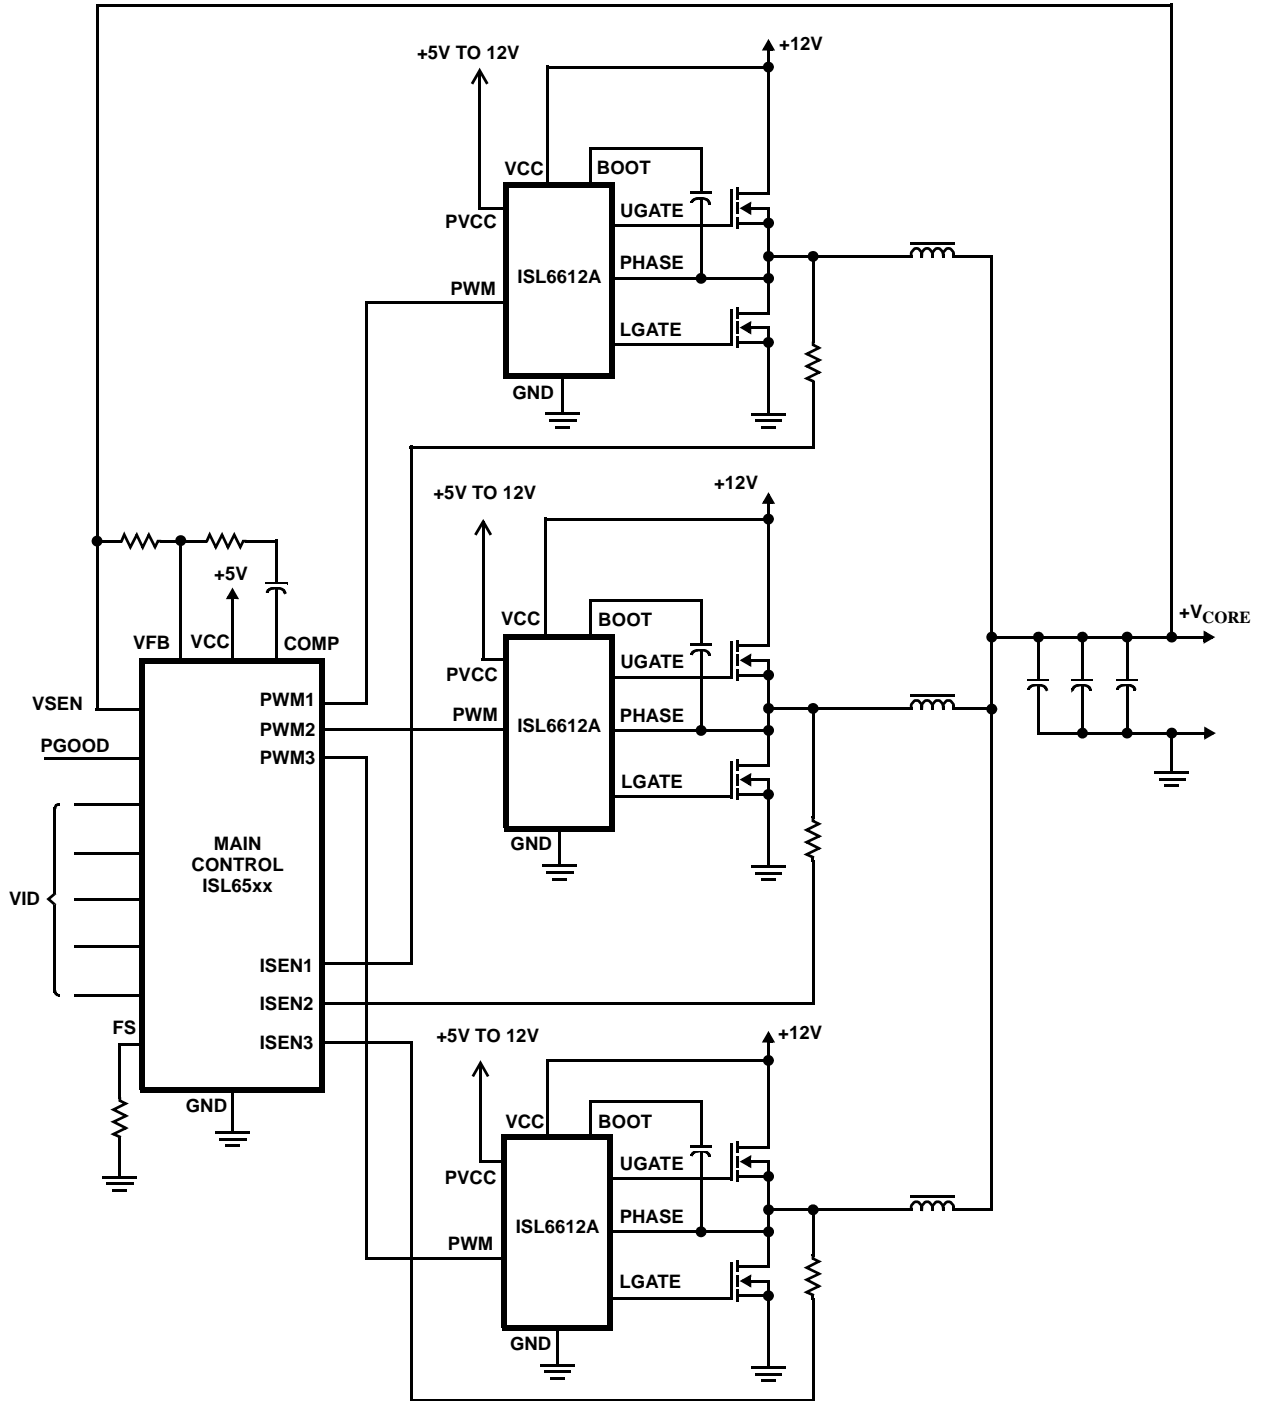 +5V TO 12V
+12V
VCC
BOOT
PVCC
UGATE
PHASE
ISL6612A
PWM
LGATE
GND
+5V TO 12V
+12V
VCC
BOOT
PVCC
UGATE
PHASE
ISL6612A
PWM
LGATE
GND
+5V
VFB
VCC
COMP
VSEN
PGOOD
PWM1
PWM2
PWM3
MAIN
CONTROL
ISL65xx
VID
ISEN1
ISEN2
ISEN3
FS
GND
+VCORE
+5V TO 12V
+12V
VCC
BOOT
PVCC
UGATE
PHASE
ISL6612A
PWM
LGATE
GND